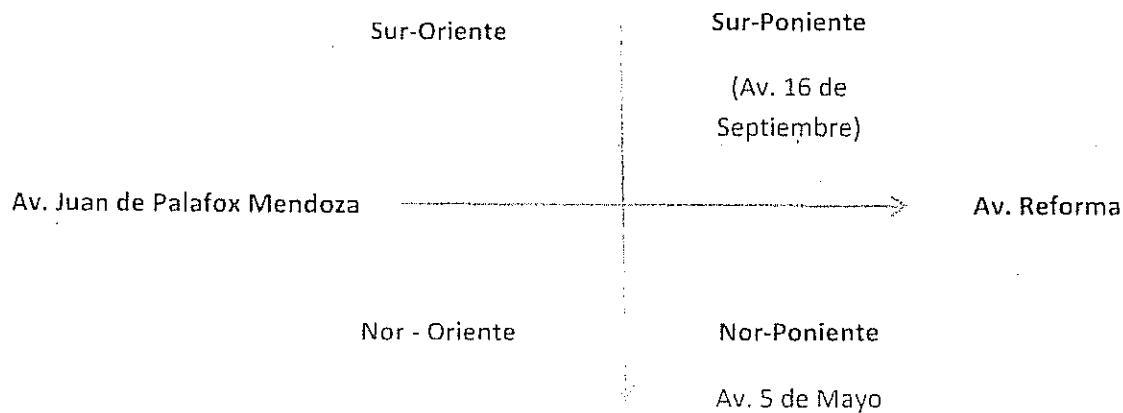 Sur-Oriente
Sur-Poniente
(Av. 16 de
Septiembre)
Av. Juan de Palafox Mendoza
Av. Reforma
Nor - Oriente
Nor-Poniente
Av. 5 de Mayo